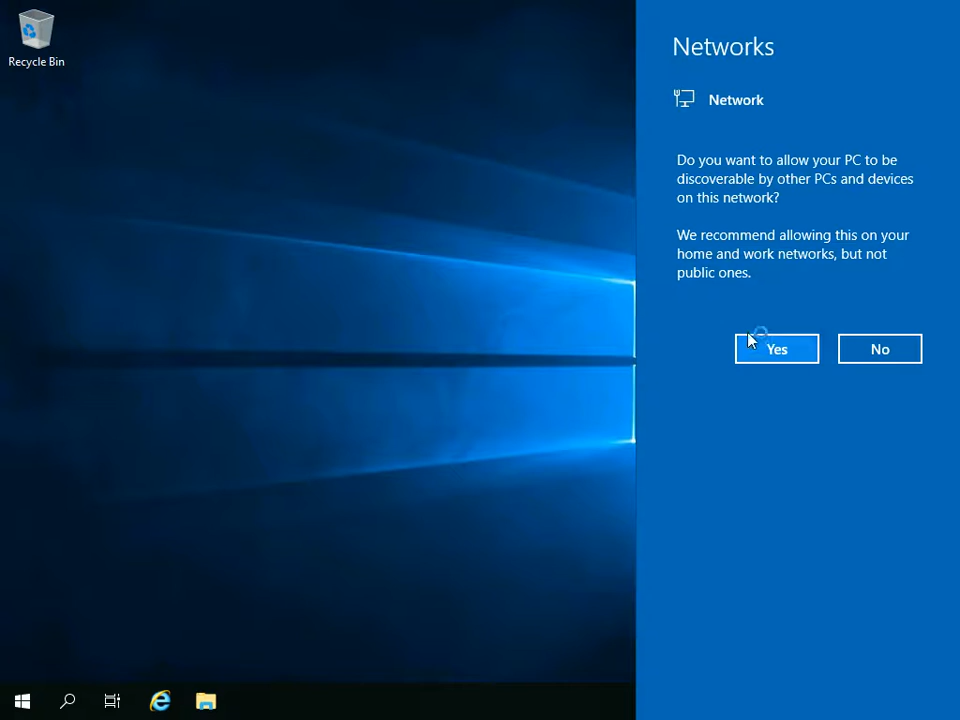 Recycle Bin
Networks
Network
Do you want to allow your PC to be
discoverable by other PCs and devices
on this network?
We recommend allowing this on your
home and work networks, but not
public ones.
Yes
No